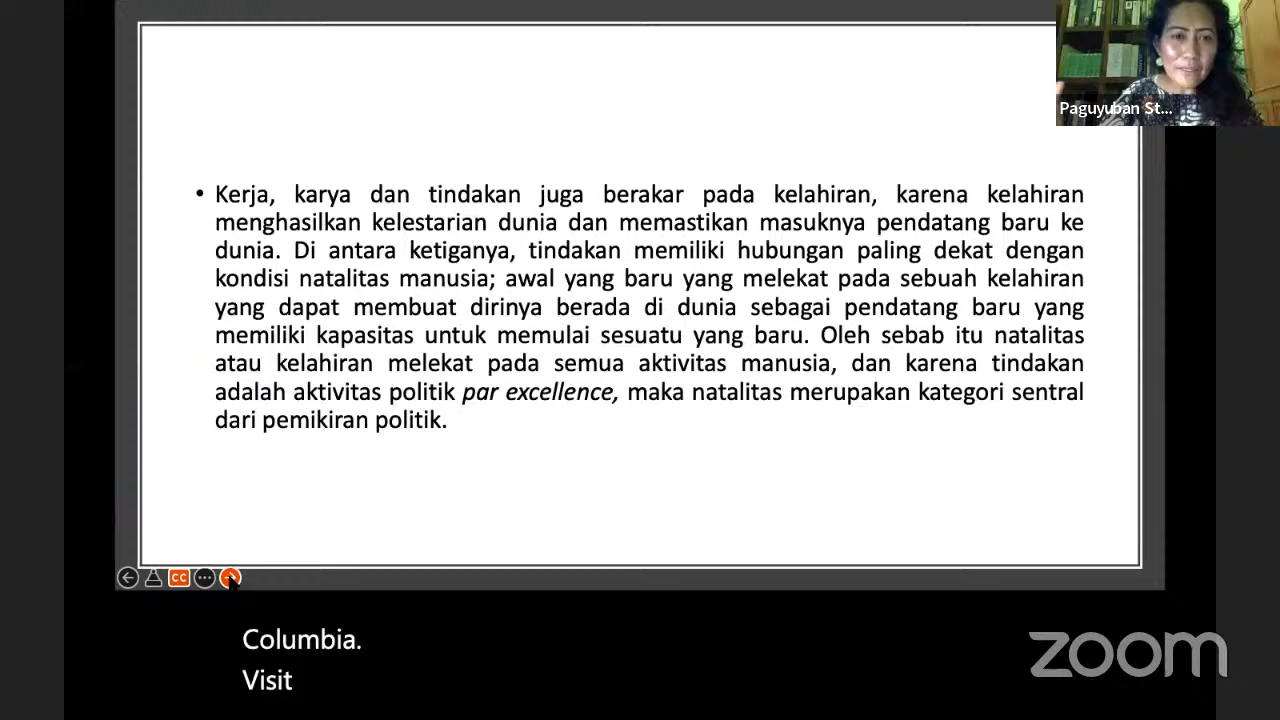 Paguyuban St...
• Kerja, karya dan tindakan juga berakar pada kelahiran, karena kelahiran
menghasilkan kelestarian dunia dan memastikan masuknya pendatang baru ke
dunia. Di antara ketiganya, tindakan memiliki hubungan paling dekat dengan
kondisi natalitas manusia; awal yang baru yang melekat pada sebuah kelahiran
yang dapat membuat dirinya berada di dunia sebagai pendatang baru yang
memiliki kapasitas untuk memulai sesuatu yang baru. Oleh sebab itu natalitas
atau kelahiran melekat pada semua aktivitas manusia, dan karena tindakan
adalah aktivitas politik par excellence, maka natalitas merupakan kategori sentral
dari pemikiran politik.
CC
Columbia.
Visit
zoom